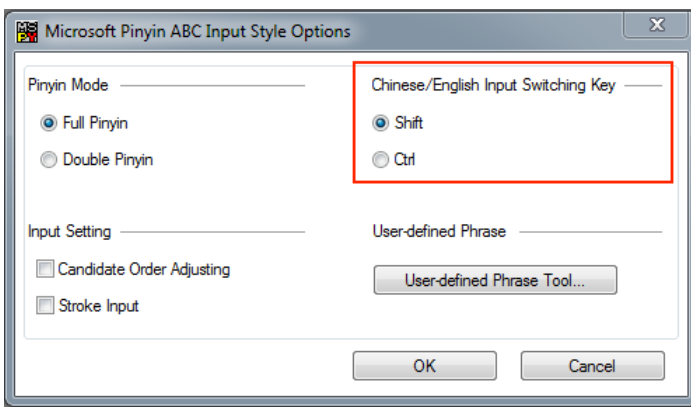 Microsoft Pinyin ABC Input Style Options
Pinyin Mode
Full Pinyin
Double Pinyin
Chinese/English Input Switching Key
Shift
Ctrl
Input Setting
Candidate Order Adjusting
Stroke Input
User-defined Phrase
User-defined Phrase Tool...
OK
Cancel